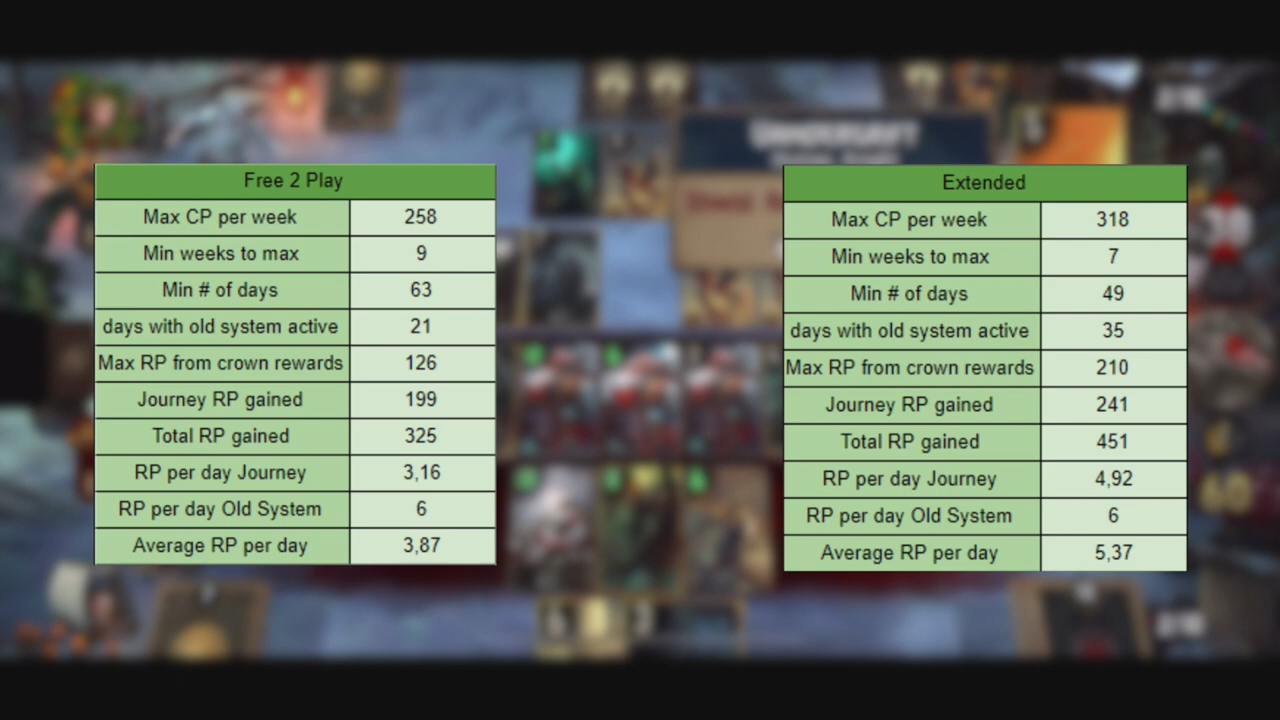 Free 2 Play
Max CP per week 258
Min weeks to max 9
Min # of days 63
days with old system active 21
Max RP from crown rewards 126
Journey RP gained 199
Total RP gained 325
RP per day Journey 3,16
RP per day Old System 6
Average RP per day 3,87
Extended
Max CP per week 318
Min weeks to max 7
Min # of days 49
days with old system active 35
Max RP from crown rewards 210
Journey RP gained 241
Total RP gained 451
RP per day Journey 4,92
RP per day Old System 6
Average RP per day 5,37